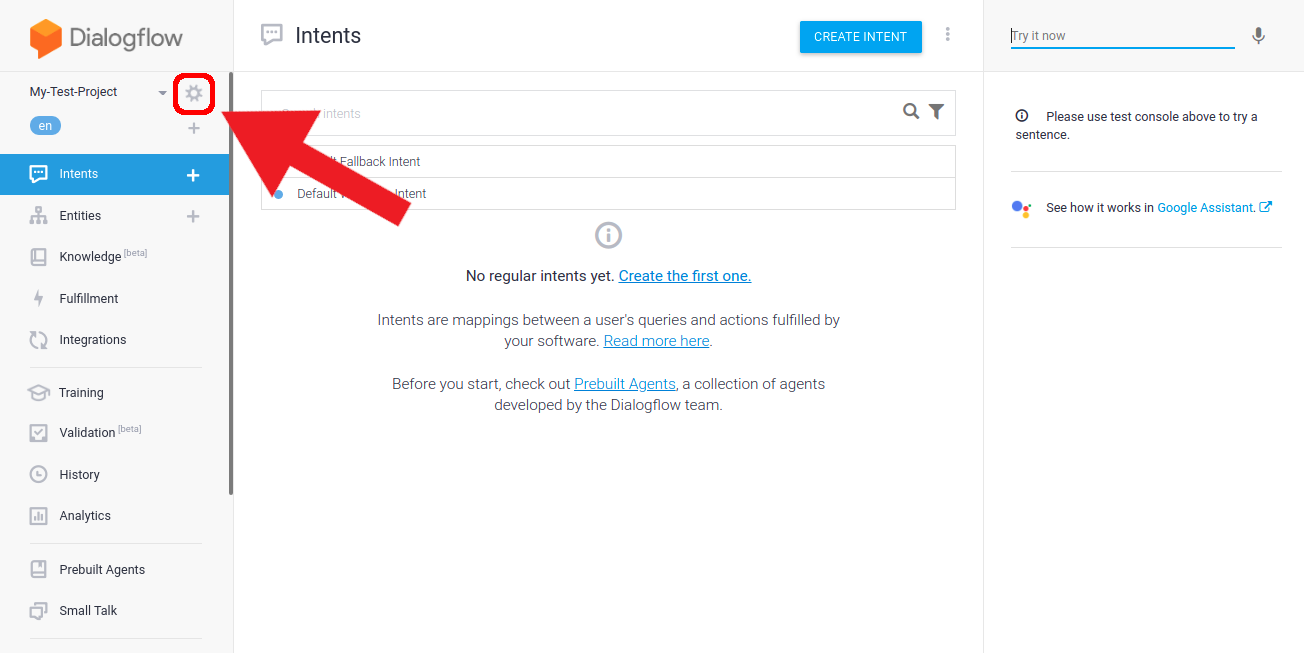 Dialogflow
My-Test-Project
en
Intents
Entities
Knowledge [beta]
Fulfillment
Integrations
Training
Validation [beta]
History
Analytics
Prebuilt Agents
Small Talk
Intents
CREATE INTENT
intents
Fallback Intent
Default Intent
No regular intents yet. Create the first one.
Intents are mappings between a user's queries and actions fulfilled by
your software. Read more here.
Before you start, check out Prebuilt Agents, a collection of agents
developed by the Dialogflow team.
Try it now
Please use test console above to try a
sentence.
See how it works in Google Assistant.